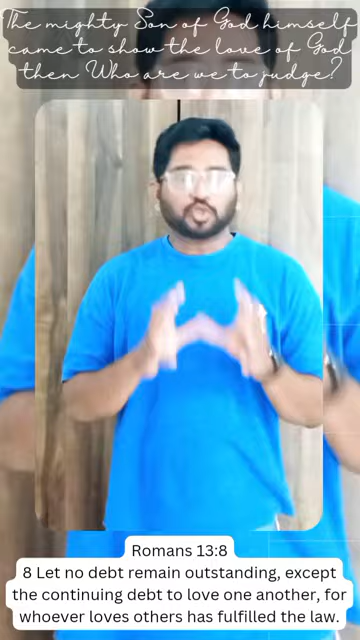 The mighty Son of God himself
came to show the love of God
then Who are we to judge?
Romans 13:8
8 Let no debt remain outstanding, except
the continuing debt to love one another, for
whoever loves others has fulfilled the law.